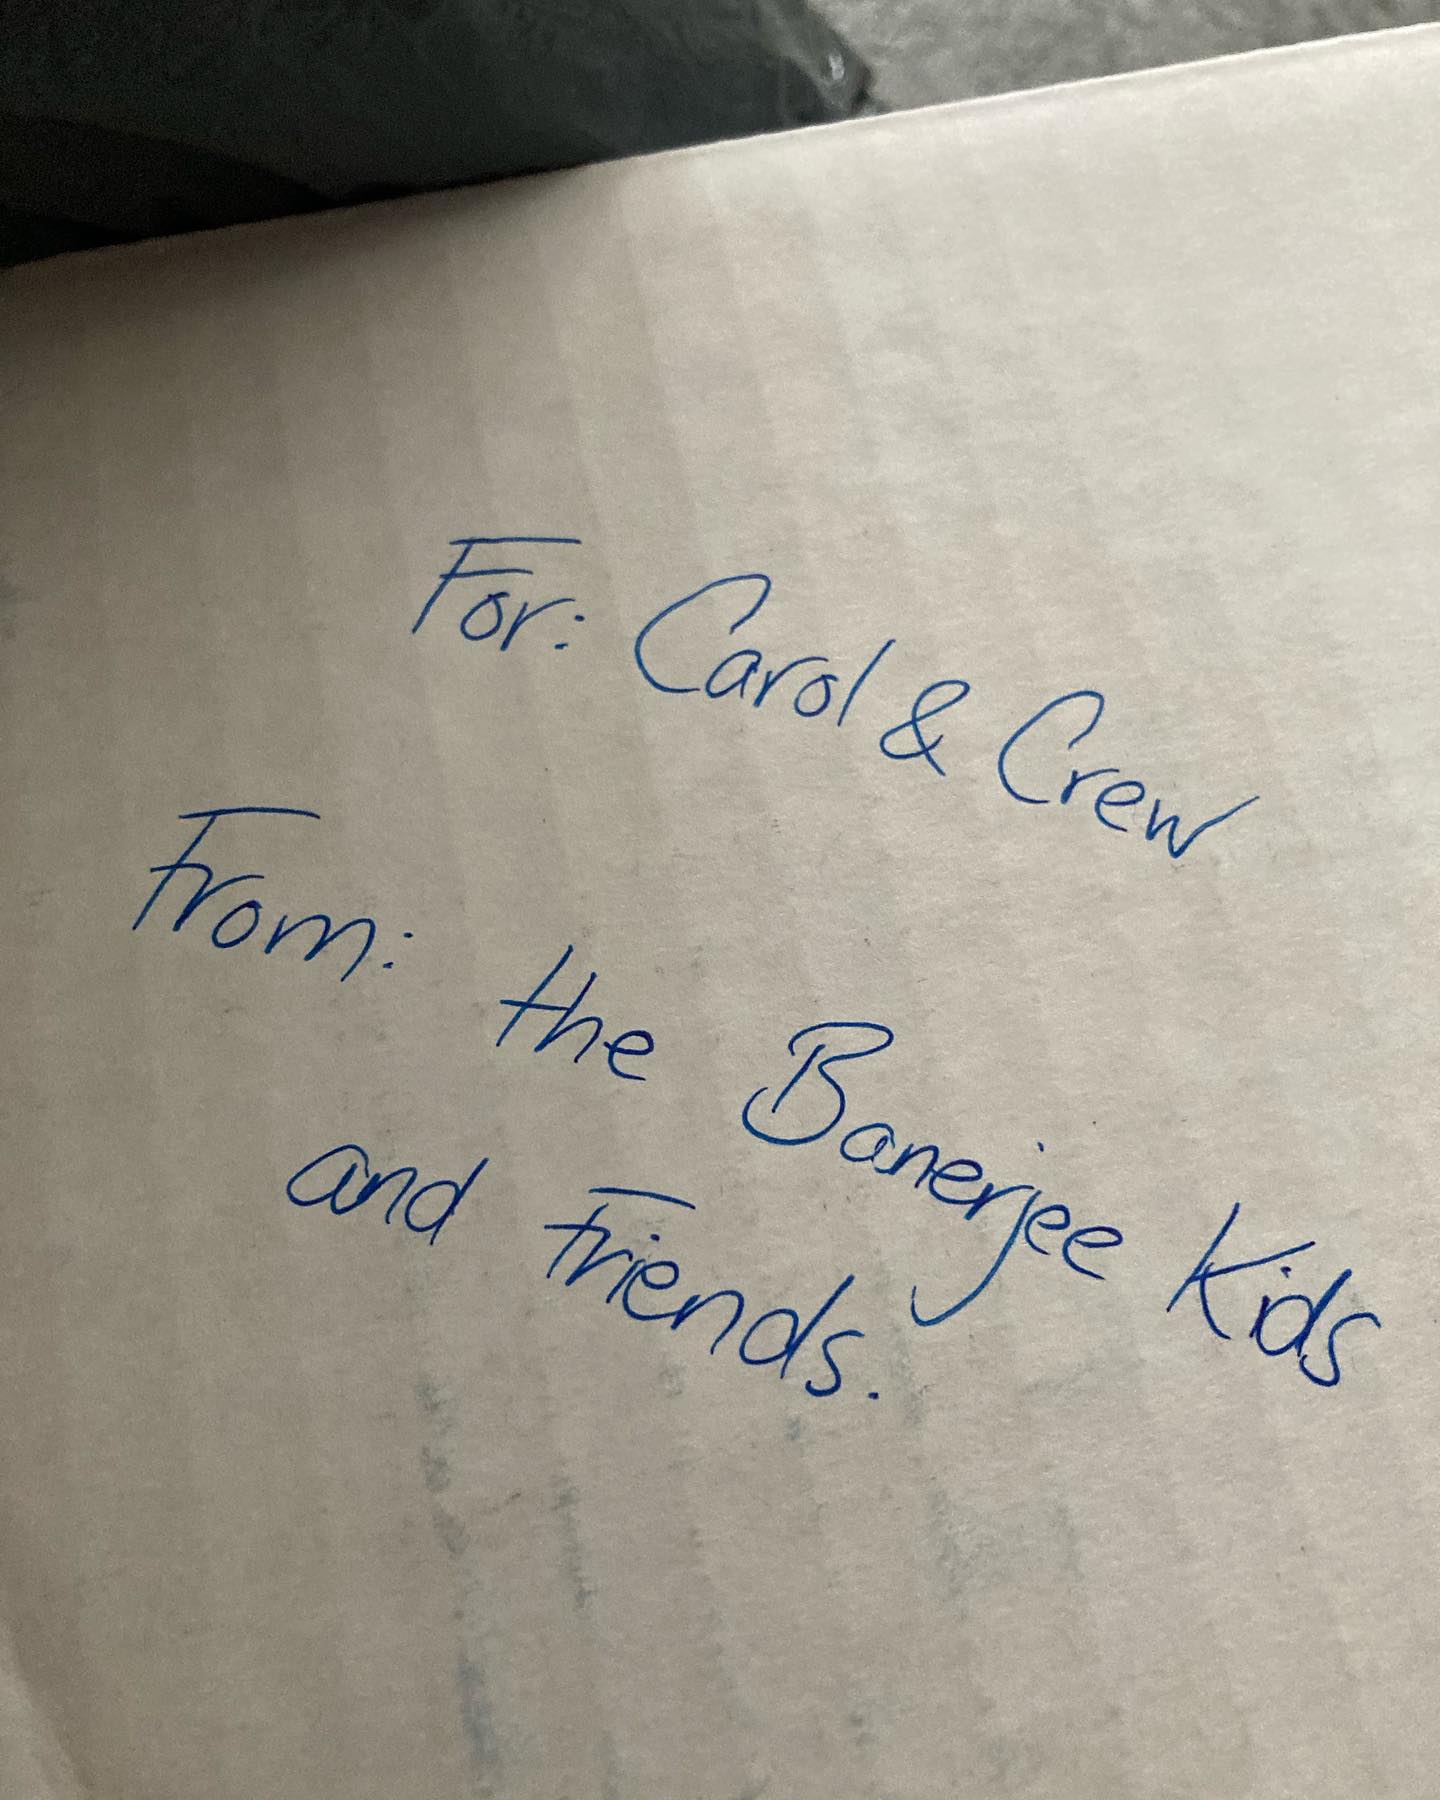 For: Carol & Crew
From: the Banerjee Kids
and Friends.